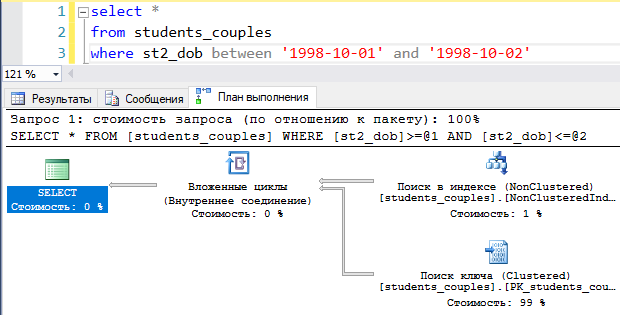 1 select *
2 from students_couples
3 where st2_dob between '1998-10-01' and '1998-10-02'
121 %
Результаты Сообщения План выполнения
Запрос 1: стоимость запроса (по отношению к пакету): 100%
SELECT * FROM [students_couples] WHERE [st2_dob]>=@1 AND [st2_dob]<=@2
SELECT
Стоимость: 0 %
Вложенные циклы
(Внутреннее соединение)
Стоимость: 0 %
Поиск в индексе (NonClustered)
[students_couples].[NonClusteredInd…
Стоимость: 1 %
Поиск ключа (Clustered)
[students_couples].[PK_students_cou…
Стоимость: 99 %